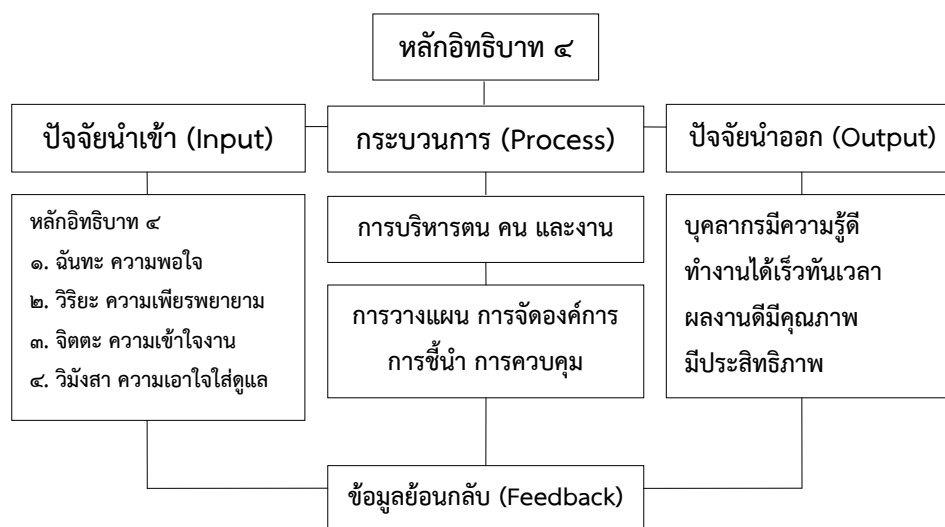 หลักอิทธิบาท ๔
ปัจจัยนำเข้า (Input)
กระบวนการ (Process)
ปัจจัยนำออก (Output)
หลักอิทธิบาท ๔
๑. ฉันทะ ความพอใจ
๒. วิริยะ ความเพียรพยายาม
๓. จิตตะ ความเข้าใจงาน
๔. วิมังสา ความเอาใจใส่ดูแล
การบริหารตน คน และงาน
การวางแผน การจัดองค์การ
การชี้นำ การควบคุม
บุคลากรมีความรู้ดี
ทำงานได้เร็วทันเวลา
ผลงานดีมีคุณภาพ
มีประสิทธิภาพ
ข้อมูลย้อนกลับ (Feedback)